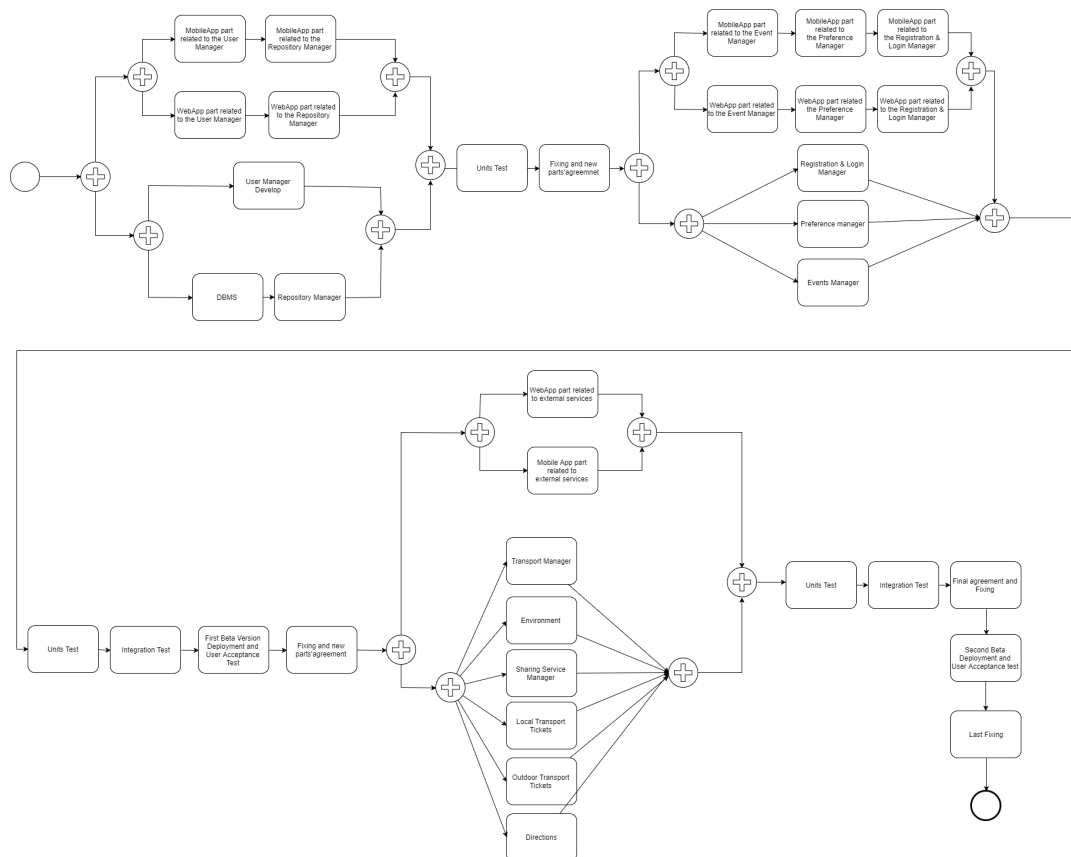 MobileApp part
related to the User
Manager
MobileApp part
related to the
Repository Manager
WebApp part related
to the User Manager
WebApp part related
to the Repository
Manager
User Manager
Develop
DBMS
Repository Manager
Units Test
Fixing and new
parts'agreemnet
MobileApp part
related to the Event
Manager
MobileApp part
related to
the Preference
Manager
MobileApp part
related to
the Registration &
Login Manager
WebApp part related
to the Event Manager
WebApp part related
the Preference
Manager
WebApp part related
to the Registration &
Login Manager
Registration & Login
Manager
Preference manager
Events Manager
Units Test
Integration Test
First Beta Version
Deployment and
User Acceptance
Test
Fixing and new
parts'agreement
WebApp part related
to external services
Mobile App part
related to
external services
Transport Manager
Environment
Sharing Service
Manager
Local Transport
Tickets
Outdoor Transport
Tickets
Directions
Units Test
Integration Test
Final agreement and
Fixing
Second Beta
Deployment and
User Acceptance test
Last Fixing